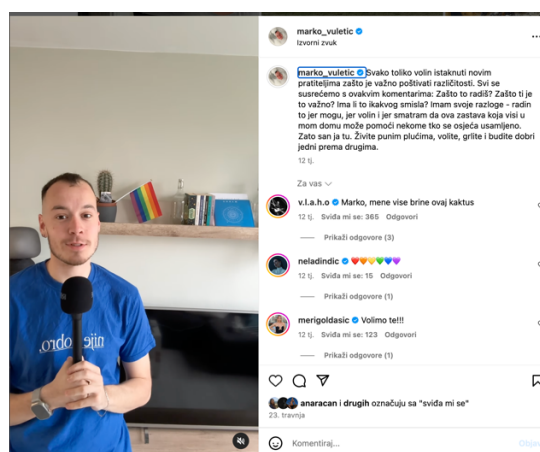 marko_vuletic
Izvorni zvuk
marko_vuletic Svako toliko volin istaknuti novim
pratiteljima zašto je važno poštivati različitosti. Svi se
susrećemo s ovakvim komentarima: Zašto to radiš? Zašto ti je
to važno? Ima li to ikakvog smisla? Imam svoje razloge - radin
to jer mogu, jer volin i jer smatram da ova zastava koja visi u
mom domu može pomoći nekome tko se osjeća usamljeno.
Zato san ja tu. Živite punim plućima, volite, grlite i budite dobri
jedni prema drugima.
12 tj.
Za vas
v.l.a.h.o Marko, mene vise brine ovaj kaktus
12 tj. Sviđa mi se: 365 Odgovori
Prikaži odgovore (3)
neladindic ❤️🧡💛💚💙💜
12 tj. Sviđa mi se: 15 Odgovori
Prikaži odgovore (1)
merigoldasic Volimo te!!!
12 tj. Sviđa mi se: 123 Odgovori
Prikaži odgovore (1)
anaracan i drugih označuju sa "sviđa mi se"
23. travnja
Komentiraj...